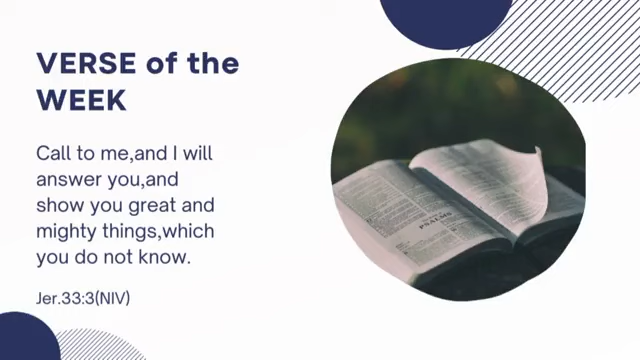 VERSE of the
WEEK
Call to me,and I will
answer you,and
show you great and
mighty things,which
you do not know.
Jer.33:3(NIV)
PSALMS